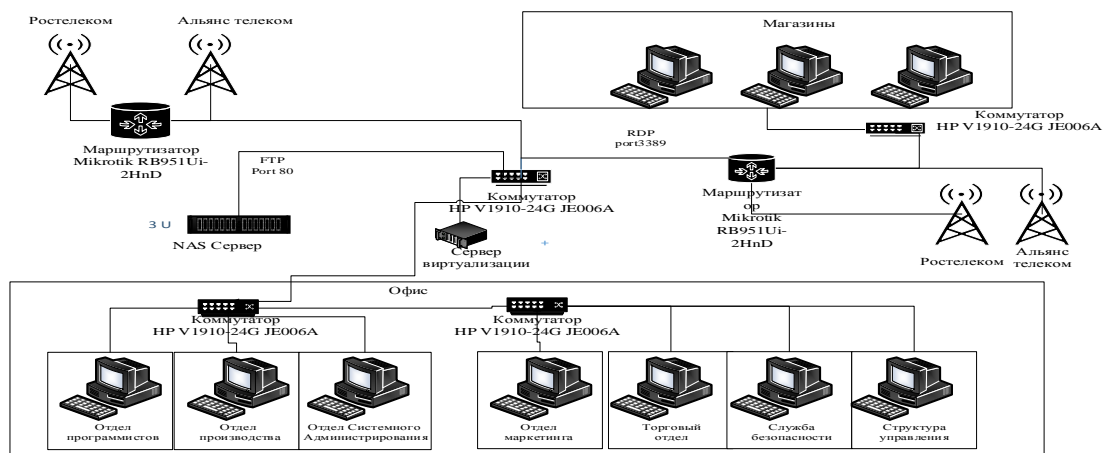 Ростелеком
Альянс телеком
Маршрутизатор
Mikrotik RB951Ui-
2HnD
Магазины
Коммутатор
HP V1910-24G JE006A
RDP
port3389
FTP
Port 80
Коммутатор
HP V1910-24G JE006A
Маршрутизат
ор
Mikrotik
RB951Ui-
2HnD
3 U
NAS Сервер
Сервер
виртуализации
Ростелеком
Альянс
телеком
Офис
Коммутатор
HP V1910-24G JE006A
Коммутатор
HP V1910-24G JE006A
Отдел
программистов
Отдел
производства
Отдел Системного
Администрирования
Отдел
маркетинга
Торговый
отдел
Служба
безопасности
Структура
управления